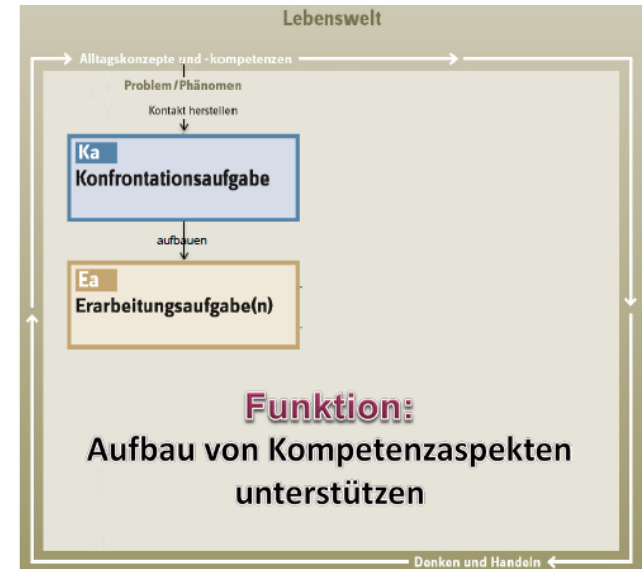 Lebenswelt
Alltagskonzepte und -kompetenzen
Problem/Phänomen
Kontakt herstellen
Ka
Konfrontationsaufgabe
aufbauen
Ea
Erarbeitungsaufgabe(n)
Funktion:
Aufbau von Kompetenzaspekten
unterstützen
Denken und Handeln